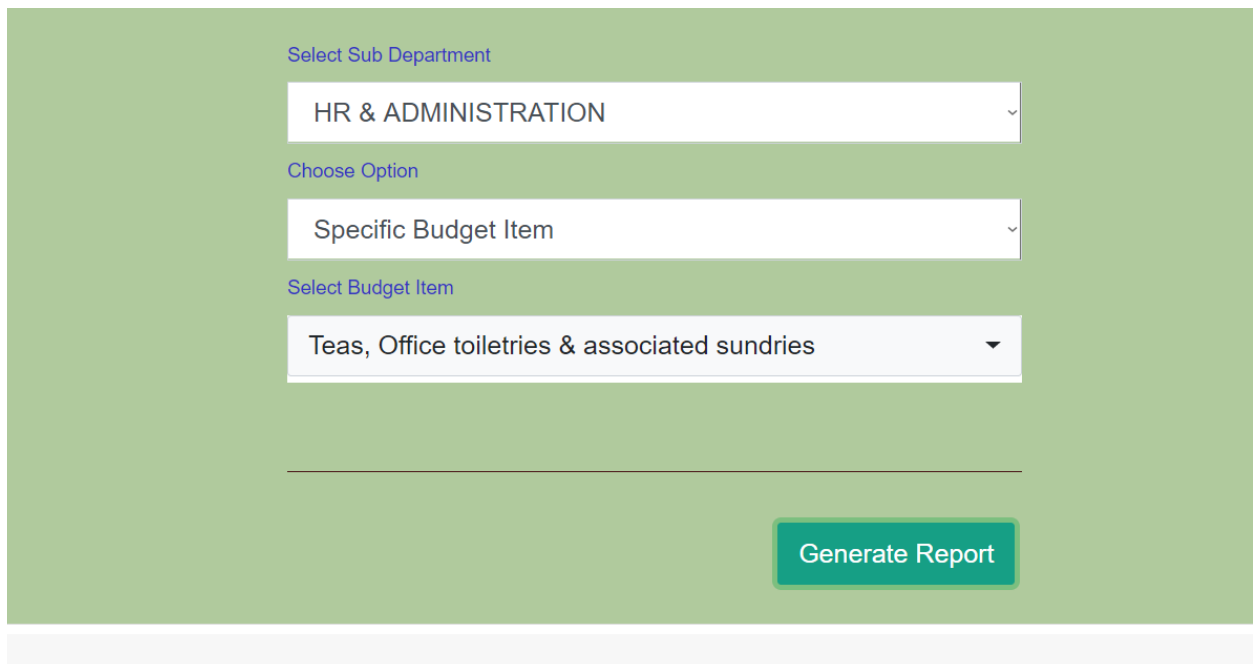 Select Sub Department
HR & ADMINISTRATION
Choose Option
Specific Budget Item
Select Budget Item
Teas, Office toiletries & associated sundries
Generate Report